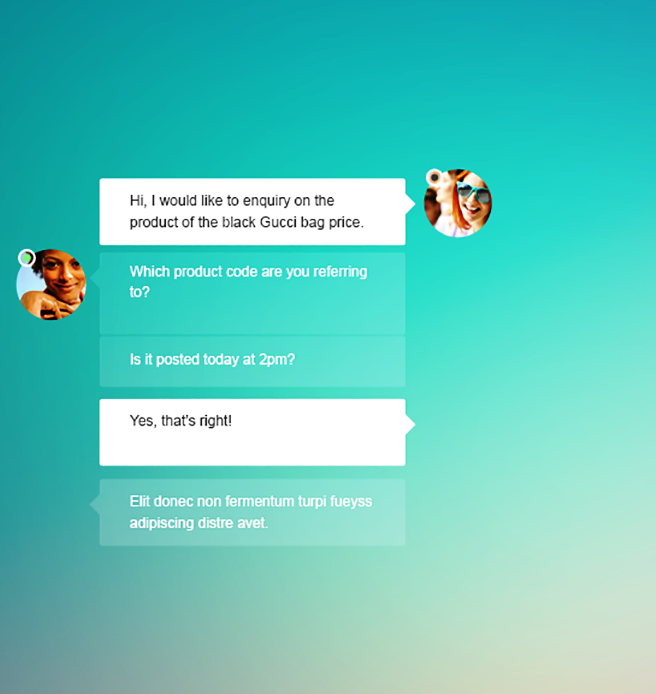 Hi, I would like to enquiry on the
product of the black Gucci bag price.
Which product code are you referring
to?
Is it posted today at 2pm?
Yes, that's right!
Elit donec non fermentum turpi fueyss
adipiscing distre avet.